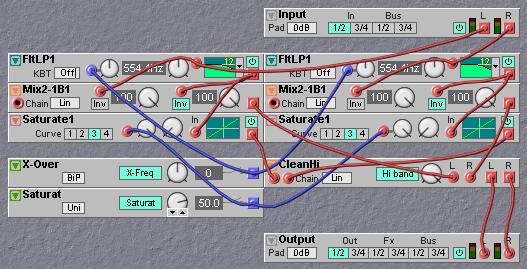 Input In Bus L R
Pad 0dB 1/2 3/4 1/2 3/4
FltLP1 12 FltLP1 12
KBT Off 554.1Hz KBT Off 554.1Hz
Mix2-1B1 Mix2-1B1
Chain Lin Inv 100 Inv 100 Chain Lin Inv 100 Inv 100
Saturate1 In Saturate1 In
Curve 1 2 3 4 Curve 1 2 3 4
X-Over CleanHi L R L R
BiP X-Freq 0 Chain Lin Hi band
Saturat
Uni Saturat 50.0
Output Out Fx Bus L R
Pad 0dB 1/2 3/4 1/2 3/4 1/2 3/4